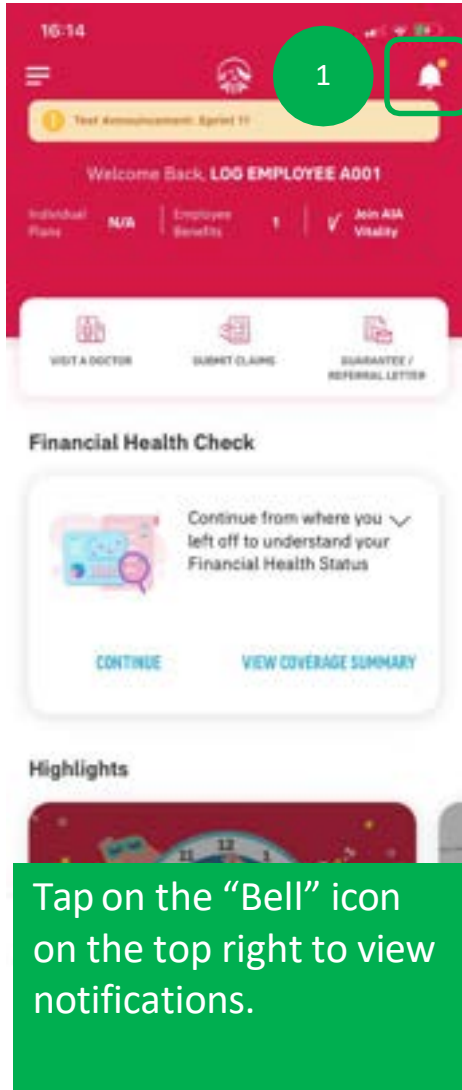 16:14
1
Test Announcement: Sprint 11
Welcome Back, LOG EMPLOYEE A001
Individual Plans N/A
Employee Benefits 1
Join AIA Vitality
VISIT A DOCTOR
SUBMIT CLAIMS
GUARANTEE / REFERRAL LETTER
Financial Health Check
Continue from where you
left off to understand your
Financial Health Status
CONTINUE VIEW COVERAGE SUMMARY
Highlights
11 12 1
Tap on the “Bell” icon
on the top right to view
notifications.